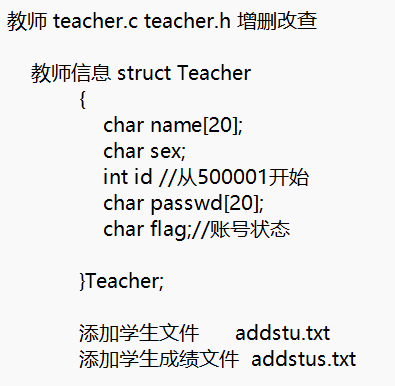 教师 teacher.c teacher.h 增删改查
教师信息 struct Teacher
{
char name[20];
char sex;
int id //从500001开始
char passwd[20];
char flag;//账号状态
}Teacher;
添加学生文件 addstu.txt
添加学生成绩文件 addstus.txt